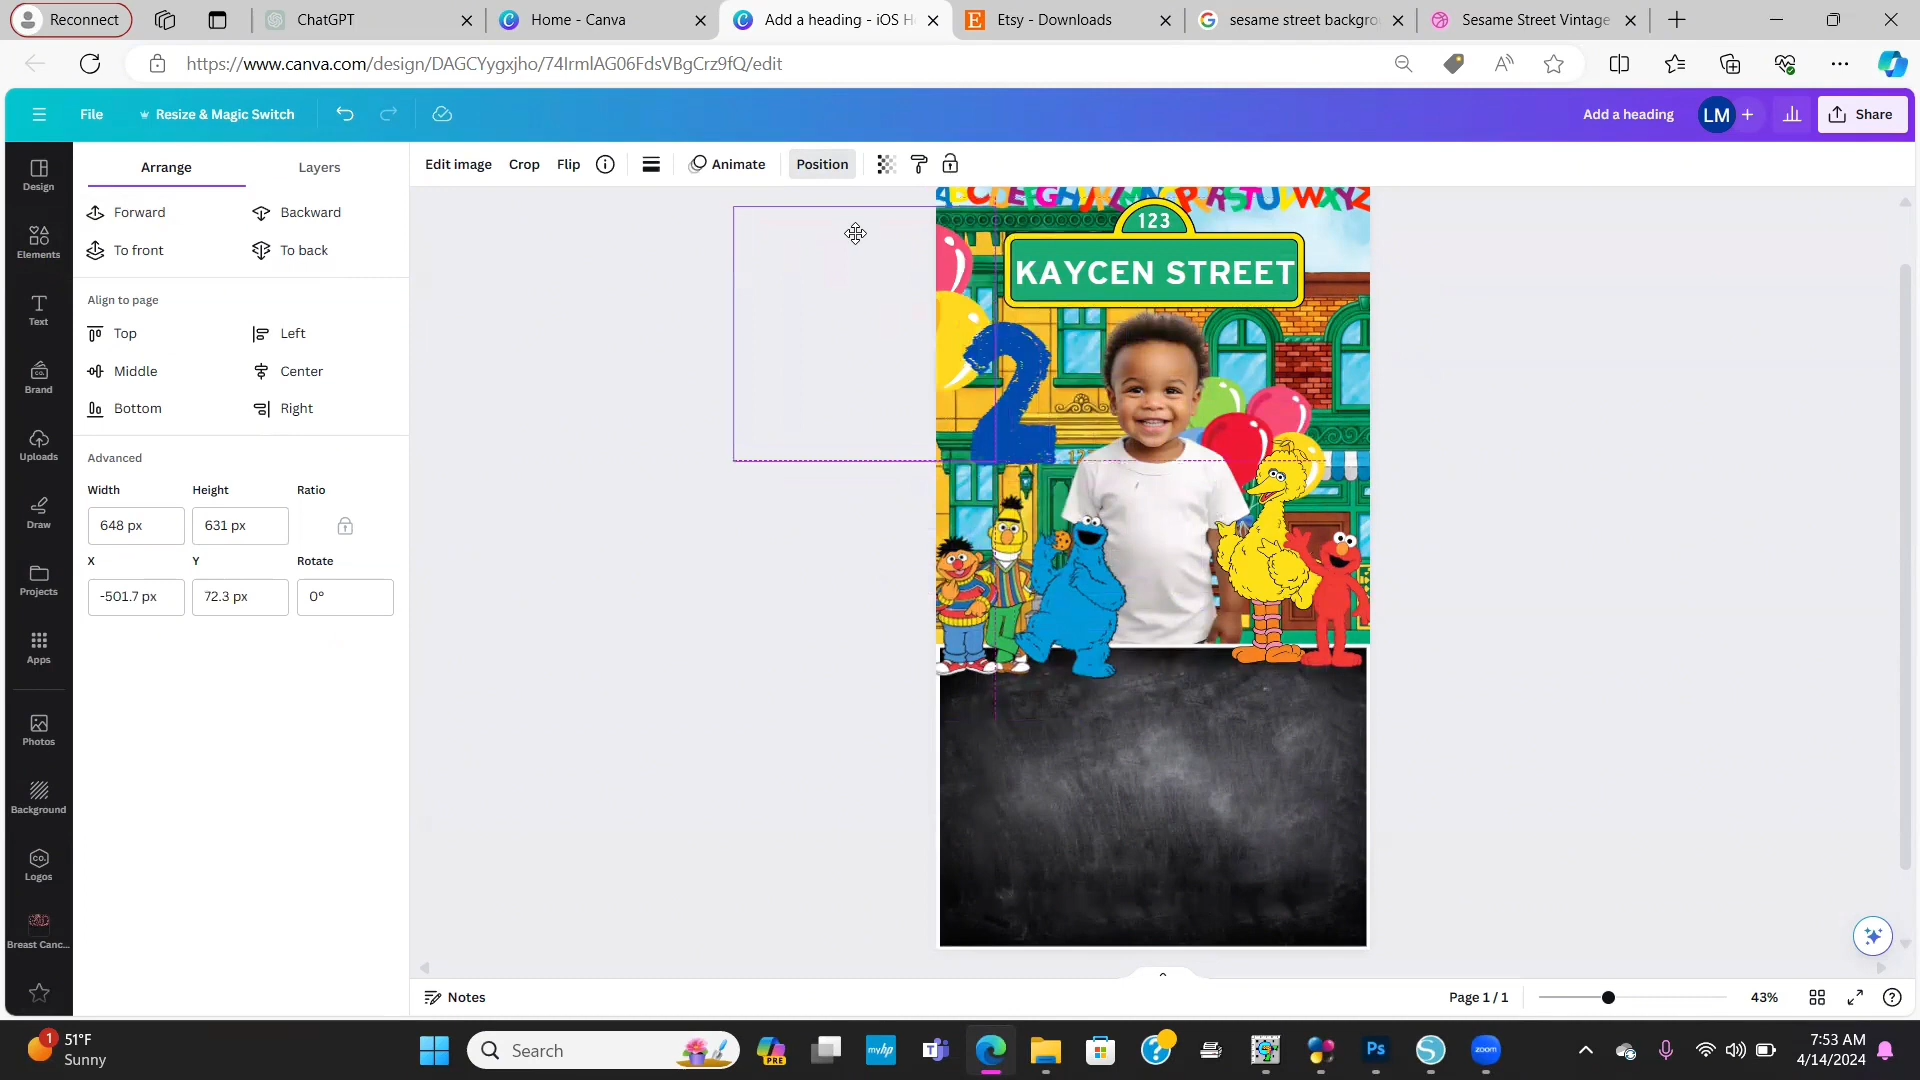 Reconnect
ChatGPT
Home - Canva
Add a heading - iOS H
Etsy - Downloads
sesame street backgro
Sesame Street Vintage
https://www.canva.com/design/DAGCYygxjho/74IrmlAG06FdsVBgCrz9fQ/edit
File
Resize & Magic Switch
Add a heading
LM
+
Share
Design
Elements
Text
Brand
Uploads
Draw
Projects
Apps
Photos
Background
Logos
Breast Canc...
Arrange
Layers
Forward
Backward
To front
To back
Align to page
Top
Left
Middle
Center
Bottom
Right
Advanced
Width
Height
Ratio
648 px
631 px
X
Y
Rotate
-501.7 px
72.3 px
0°
Edit image
Crop
Flip
Animate
Position
123
KAYCEN STREET
2
Notes
Page 1 / 1
43%
1
51°F
Sunny
Search
PRE
myhp
Ps
zoom
7:53 AM
4/14/2024